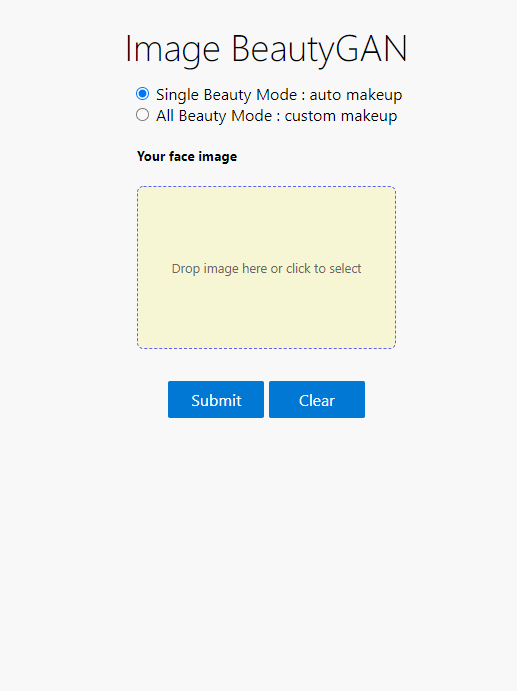 Image BeautyGAN
Single Beauty Mode : auto makeup
All Beauty Mode : custom makeup
Your face image
Drop image here or click to select
Submit Clear